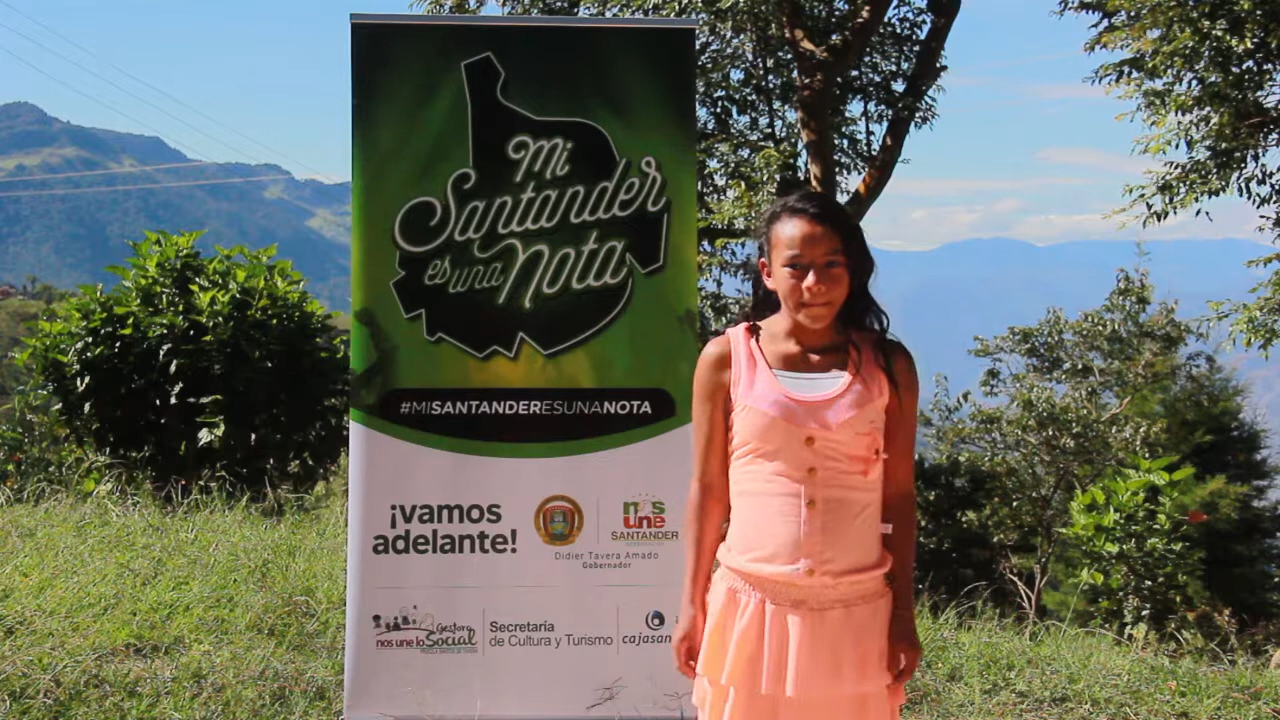 Mi
Santander
es una nota
#MISANTANDERESUNANOTA
¡vamos
adelante!
nos
une
SANTANDER
Didier Tavera Amado
Gobernador
Gestora
nos une lo Social
Secretaría
de Cultura y Turismo
cajasan